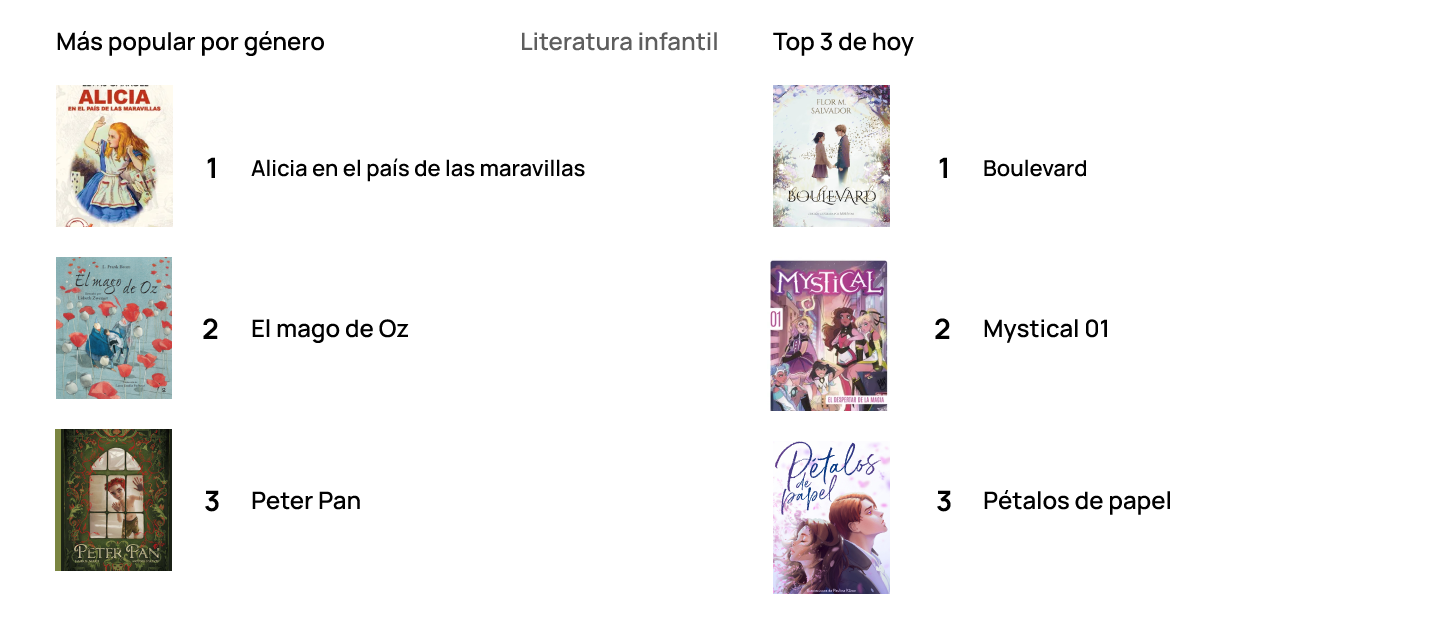 Más popular por género
Literatura infantil
ALICIA
EN EL PAÍS DE LAS MARAVILLAS
1
Alicia en el país de las maravillas
El mago de Oz
2
El mago de Oz
PETER PAN
3
Peter Pan
Top 3 de hoy
FLOR M.
SALVADOR
BOULEVARD
1
Boulevard
MYSTICAL
01
EL DESPERTAR DE LA MAGIA
2
Mystical 01
Pétalos
de
papel
3
Pétalos de papel